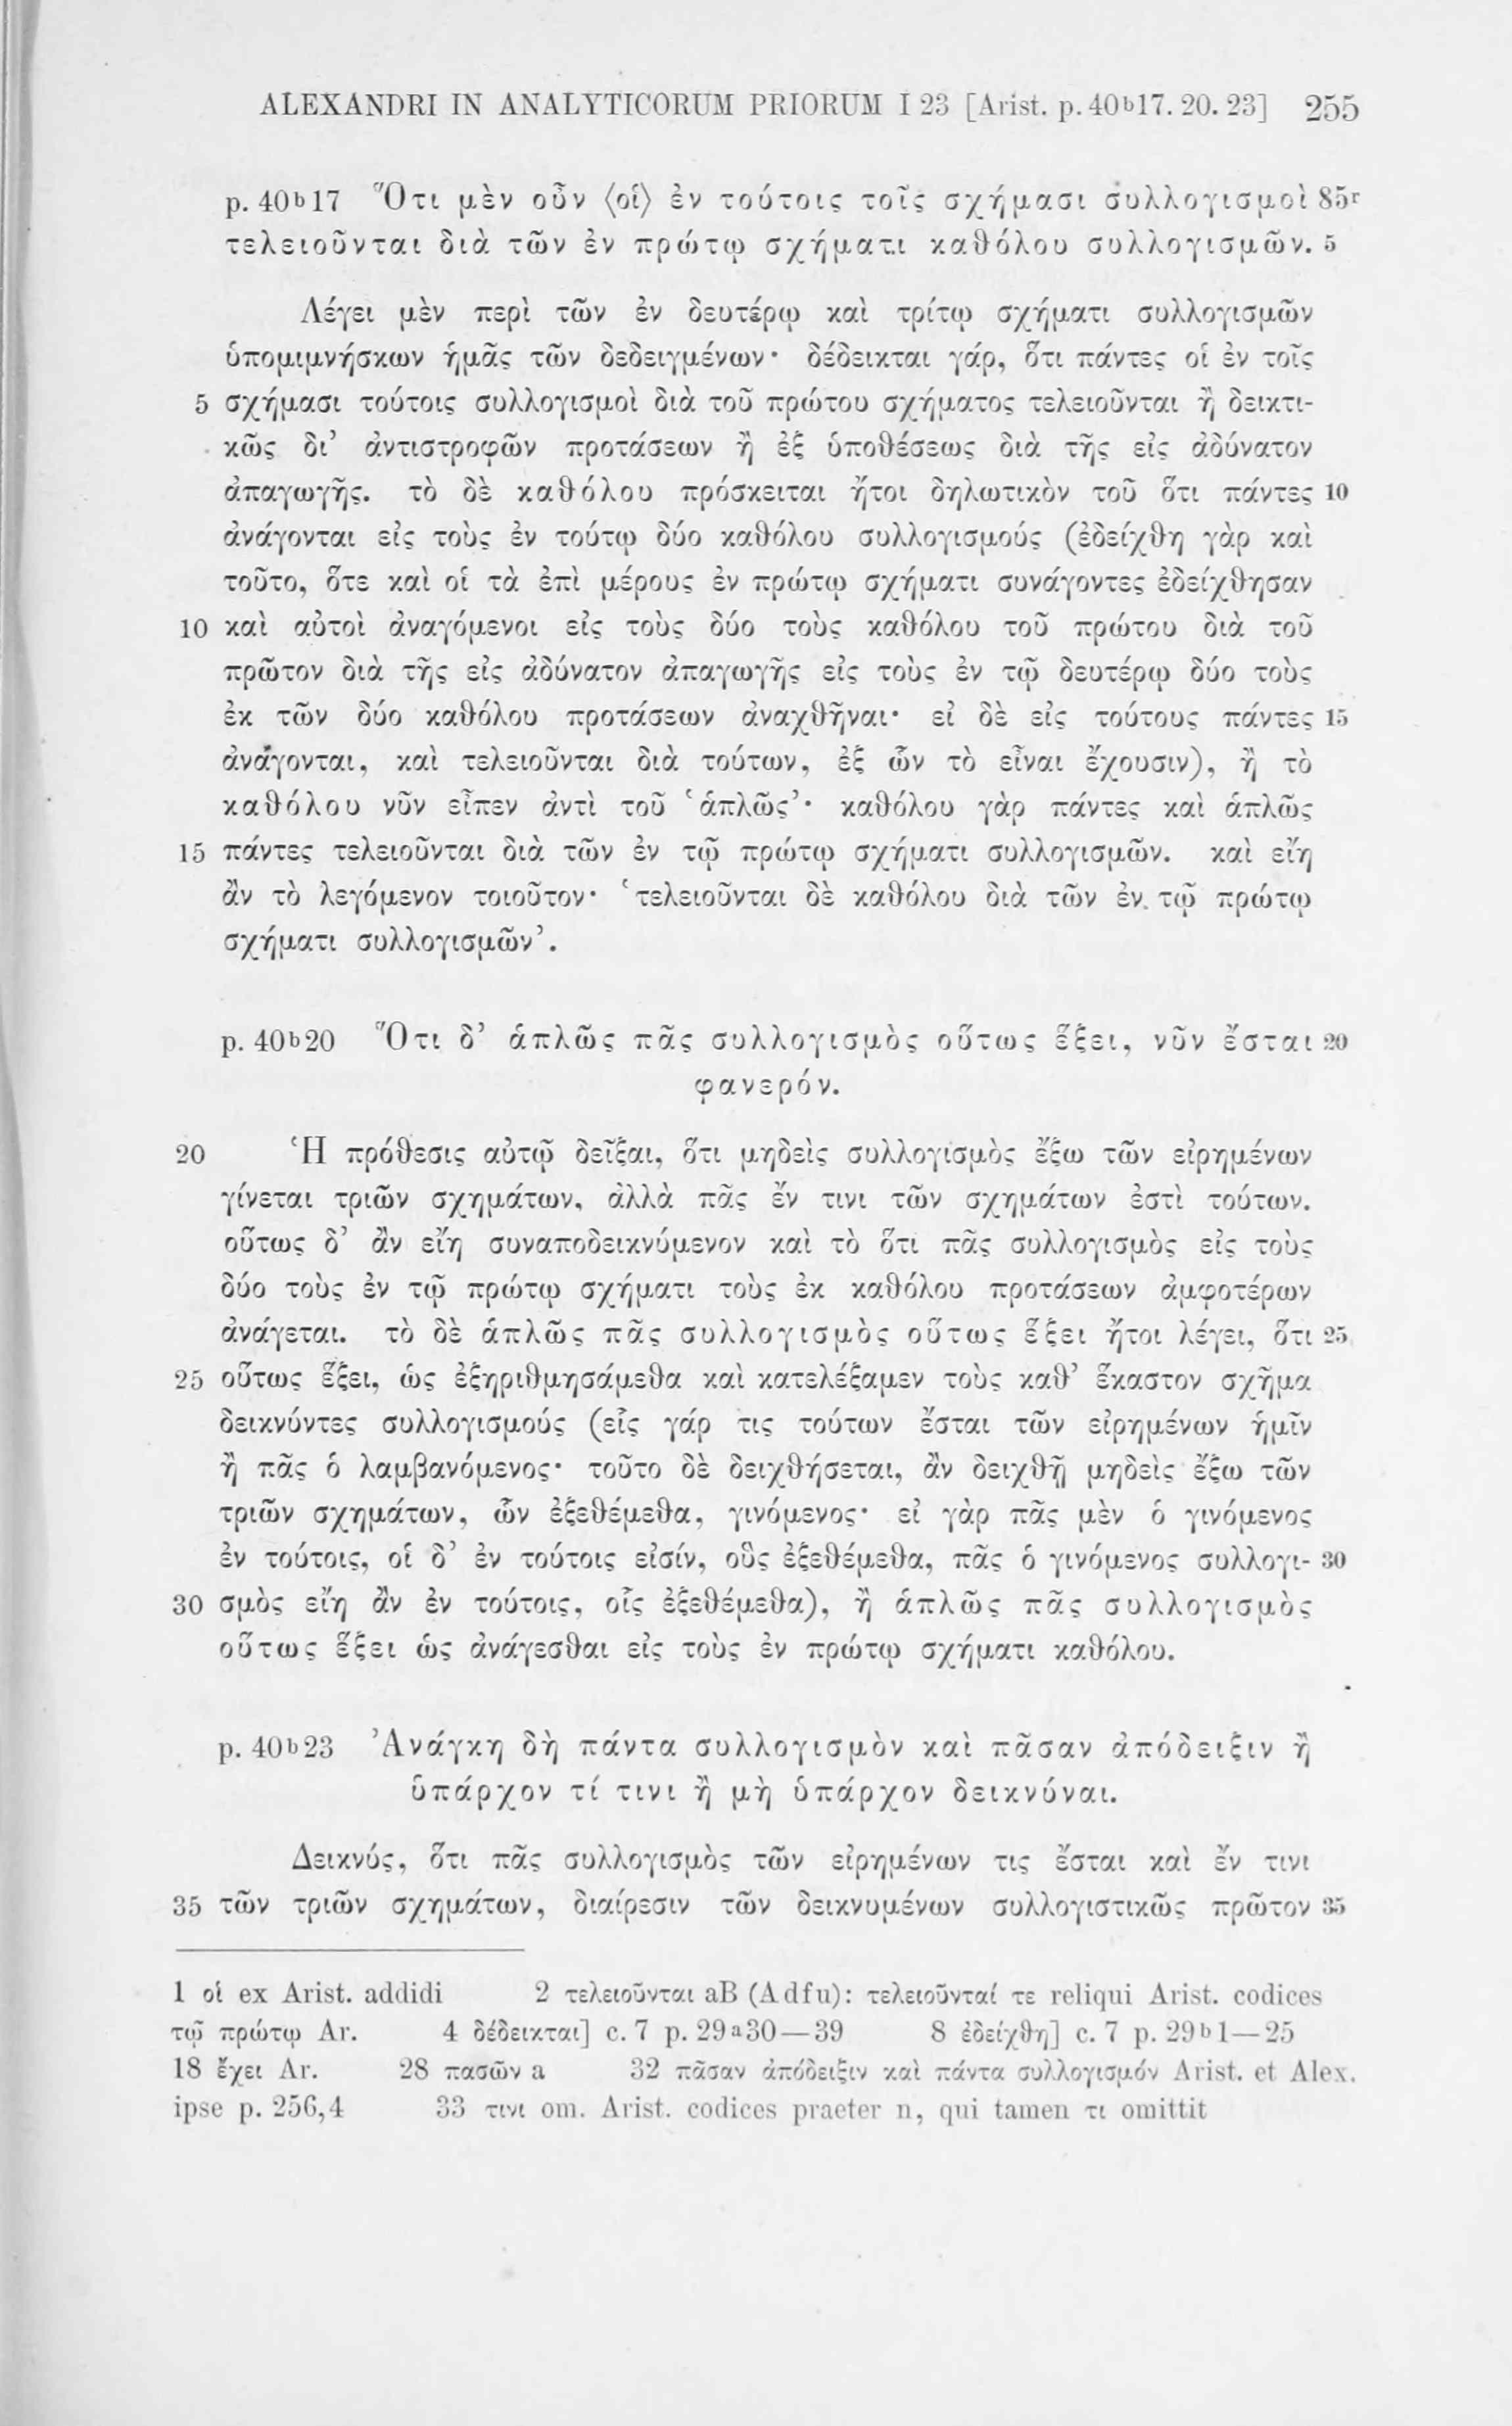 ALEXANDRI IN ANALYTICORUM PRIORUM I 23 [Arist. p. 40b17. 20. 23] 255
p. 40b17 Ὅτι μὲν οὖν ⟨οἱ⟩ ἐν τούτοις τοῖς σχήμασι συλλογισμοὶ 85r
τελειοῦνται διὰ τῶν ἐν πρώτῳ σχήματι καθόλου συλλογισμῶν. 5
Λέγει μὲν περὶ τῶν ἐν δευτέρῳ καὶ τρίτῳ σχήματι συλλογισμῶν
ὑπομιμνήσκων ἡμᾶς τῶν δεδειγμένων· δέδεικται γάρ, ὅτι πάντες οἱ ἐν τοῖς
5 σχήμασι τούτοις συλλογισμοὶ διὰ τοῦ πρώτου σχήματος τελειοῦνται ἢ δεικτι-
κῶς δι’ ἀντιστροφῶν προτάσεων ἢ ἐξ ὑποθέσεως διὰ τῆς εἰς ἀδύνατον
ἀπαγωγῆς. τὸ δὲ καθόλου πρόσκειται ἤτοι δηλωτικὸν τοῦ ὅτι πάντες 10
ἀνάγονται εἰς τοὺς ἐν τούτῳ δύο καθόλου συλλογισμούς (ἐδείχθη γὰρ καὶ
τοῦτο, ὅτε καὶ οἱ τὰ ἐπὶ μέρους ἐν πρώτῳ σχήματι συνάγοντες ἐδείχθησαν
10 καὶ αὐτοὶ ἀναγόμενοι εἰς τοὺς δύο τοὺς καθόλου τοῦ πρώτου διὰ τοῦ
πρῶτον διὰ τῆς εἰς ἀδύνατον ἀπαγωγῆς εἰς τοὺς ἐν τῷ δευτέρῳ δύο τοὺς
ἐκ τῶν δύο καθόλου προτάσεων ἀναχθῆναι· εἰ δὲ εἰς τούτους πάντες 15
ἀνάγονται, καὶ τελειοῦνται διὰ τούτων, ἐξ ὧν τὸ εἶναι ἔχουσιν), ἢ τὸ
καθόλου νῦν εἶπεν ἀντὶ τοῦ ‘ἁπλῶς’· καθόλου γὰρ πάντες καὶ ἁπλῶς
15 πάντες τελειοῦνται διὰ τῶν ἐν τῷ πρώτῳ σχήματι συλλογισμῶν. καὶ εἴη
ἂν τὸ λεγόμενον τοιοῦτον· ‘τελειοῦνται δὲ καθόλου διὰ τῶν ἐν τῷ πρώτῳ
σχήματι συλλογισμῶν’.
p. 40b20 Ὅτι δ’ ἁπλῶς πᾶς συλλογισμὸς οὕτως ἕξει, νῦν ἔσται 20
φανερόν.
20 Ἡ πρόθεσις αὐτῷ δεῖξαι, ὅτι μηδεὶς συλλογισμὸς ἔξω τῶν εἰρημένων
γίνεται τριῶν σχημάτων, ἀλλὰ πᾶς ἔν τινι τῶν σχημάτων ἐστὶ τούτων.
οὕτως δ’ ἂν εἴη συναποδεικνύμενον καὶ τὸ ὅτι πᾶς συλλογισμὸς εἰς τοὺς
δύο τοὺς ἐν τῷ πρώτῳ σχήματι τοὺς ἐκ καθόλου προτάσεων ἀμφοτέρων
ἀνάγεται. τὸ δὲ ἁπλῶς πᾶς συλλογισμὸς οὕτως ἕξει ἤτοι λέγει, ὅτι 25
25 οὕτως ἕξει, ὡς ἐξηριθμησάμεθα καὶ κατελέξαμεν τοὺς καθ’ ἕκαστον σχῆμα
δεικνύντες συλλογισμούς (εἷς γάρ τις τούτων ἔσται τῶν εἰρημένων ἡμῖν
ἢ πᾶς ὁ λαμβανόμενος· τοῦτο δὲ δειχθήσεται, ἂν δειχθῇ μηδεὶς ἔξω τῶν
τριῶν σχημάτων, ὧν ἐξεθέμεθα, γινόμενος· εἰ γὰρ πᾶς μὲν ὁ γινόμενος
ἐν τούτοις, οἱ δ’ ἐν τούτοις εἰσίν, οὓς ἐξεθέμεθα, πᾶς ὁ γινόμενος συλλογι- 30
30 σμὸς εἴη ἂν ἐν τούτοις, οἷς ἐξεθέμεθα), ἢ ἁπλῶς πᾶς συλλογισμὸς
οὕτως ἕξει ὡς ἀνάγεσθαι εἰς τοὺς ἐν πρώτῳ σχήματι καθόλου.
p. 40b23 Ἀνάγκη δὴ πάντα συλλογισμὸν καὶ πᾶσαν ἀπόδειξιν ἢ
ὑπάρχον τί τινι ἢ μὴ ὑπάρχον δεικνύναι.
Δεικνύς, ὅτι πᾶς συλλογισμὸς τῶν εἰρημένων τις ἔσται καὶ ἔν τινι
35 τῶν τριῶν σχημάτων, διαίρεσιν τῶν δεικνυμένων συλλογιστικῶς πρῶτον 35
1 οἱ ex Arist. addidi 2 τελειοῦνται aB (Adfu): τελειοῦνταί τε reliqui Arist. codices
τῷ πρώτῳ Ar. 4 δέδεικται] c. 7 p. 29a30—39 8 ἐδείχθη] c. 7 p. 29b1—25
18 ἔχει Ar. 28 πασῶν a 32 πᾶσαν ἀπόδειξιν καὶ πάντα συλλογισμόν Arist. et Alex.
ipse p. 256,4 33 τινι om. Arist. codices praeter n, qui tamen τι omittit